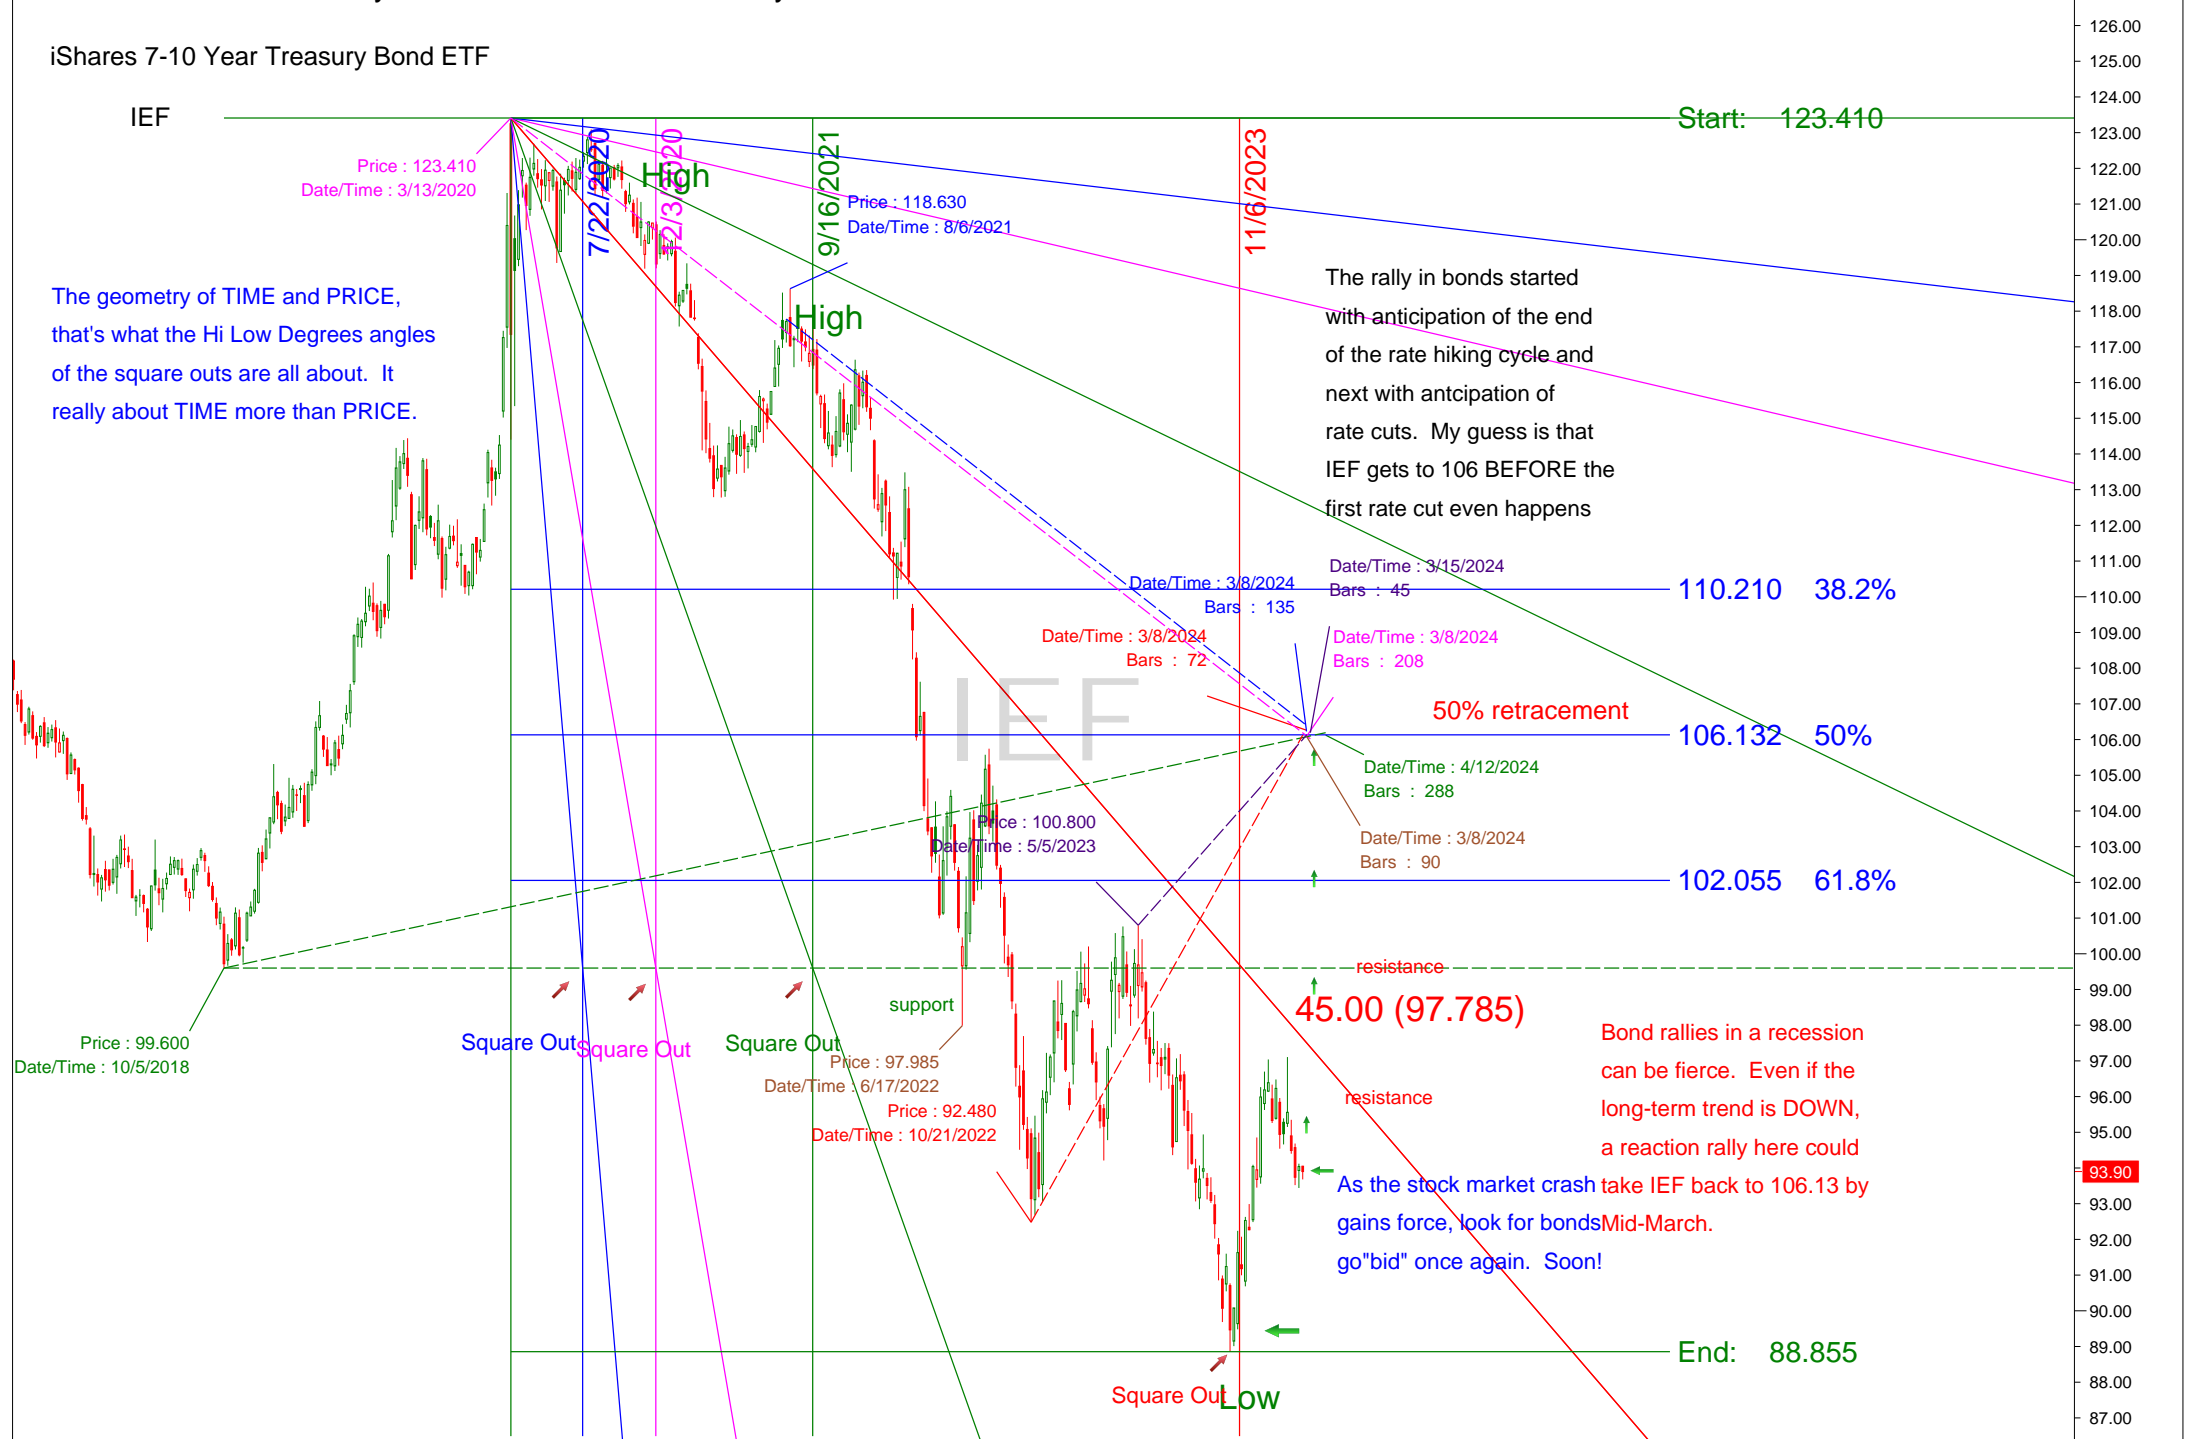 iShares 7-10 Year Treasury Bond ETF
IEF
Start: 123.410
Price : 123.410
Date/Time : 3/13/2020
7/22/2020
12/3/2020
9/16/2021
11/6/2023
High
Price : 118.630
Date/Time : 8/6/2021
High
The geometry of TIME and PRICE,
that's what the Hi Low Degrees angles
of the square outs are all about. It
really about TIME more than PRICE.
The rally in bonds started
with anticipation of the end
of the rate hiking cycle and
next with antcipation of
rate cuts. My guess is that
IEF gets to 106 BEFORE the
first rate cut even happens
Date/Time : 3/15/2024
Bars : 45
Date/Time : 3/8/2024
Bars : 135
110.210 38.2%
Date/Time : 3/8/2024
Bars : 72
Date/Time : 3/8/2024
Bars : 208
IEF
50% retracement
106.132 50%
Date/Time : 4/12/2024
Bars : 288
Price : 100.800
Date/Time : 5/5/2023
Date/Time : 3/8/2024
Bars : 90
102.055 61.8%
resistance
support
45.00 (97.785)
Price : 99.600
Date/Time : 10/5/2018
Square Out
Square Out
Square Out
Price : 97.985
Date/Time : 6/17/2022
Price : 92.480
Date/Time : 10/21/2022
resistance
Bond rallies in a recession
can be fierce. Even if the
long-term trend is DOWN,
a reaction rally here could
take IEF back to 106.13 by
Mid-March.
As the stock market crash
gains force, look for bonds
go"bid" once again. Soon!
End: 88.855
Square Out
Low
126.00
125.00
124.00
123.00
122.00
121.00
120.00
119.00
118.00
117.00
116.00
115.00
114.00
113.00
112.00
111.00
110.00
109.00
108.00
107.00
106.00
105.00
104.00
103.00
102.00
101.00
100.00
99.00
98.00
97.00
96.00
95.00
93.90
93.00
92.00
91.00
90.00
89.00
88.00
87.00